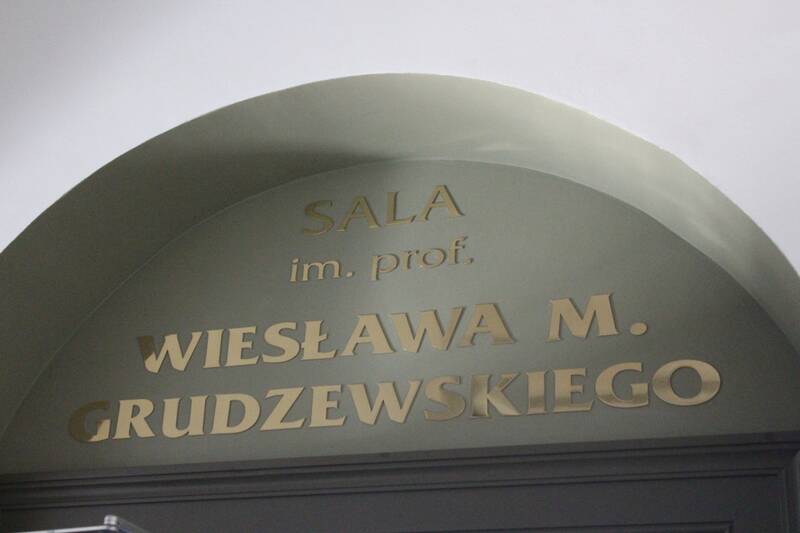 SALA
im. prof.
WIESŁAWA M.
GRUDZEWSKIEGO